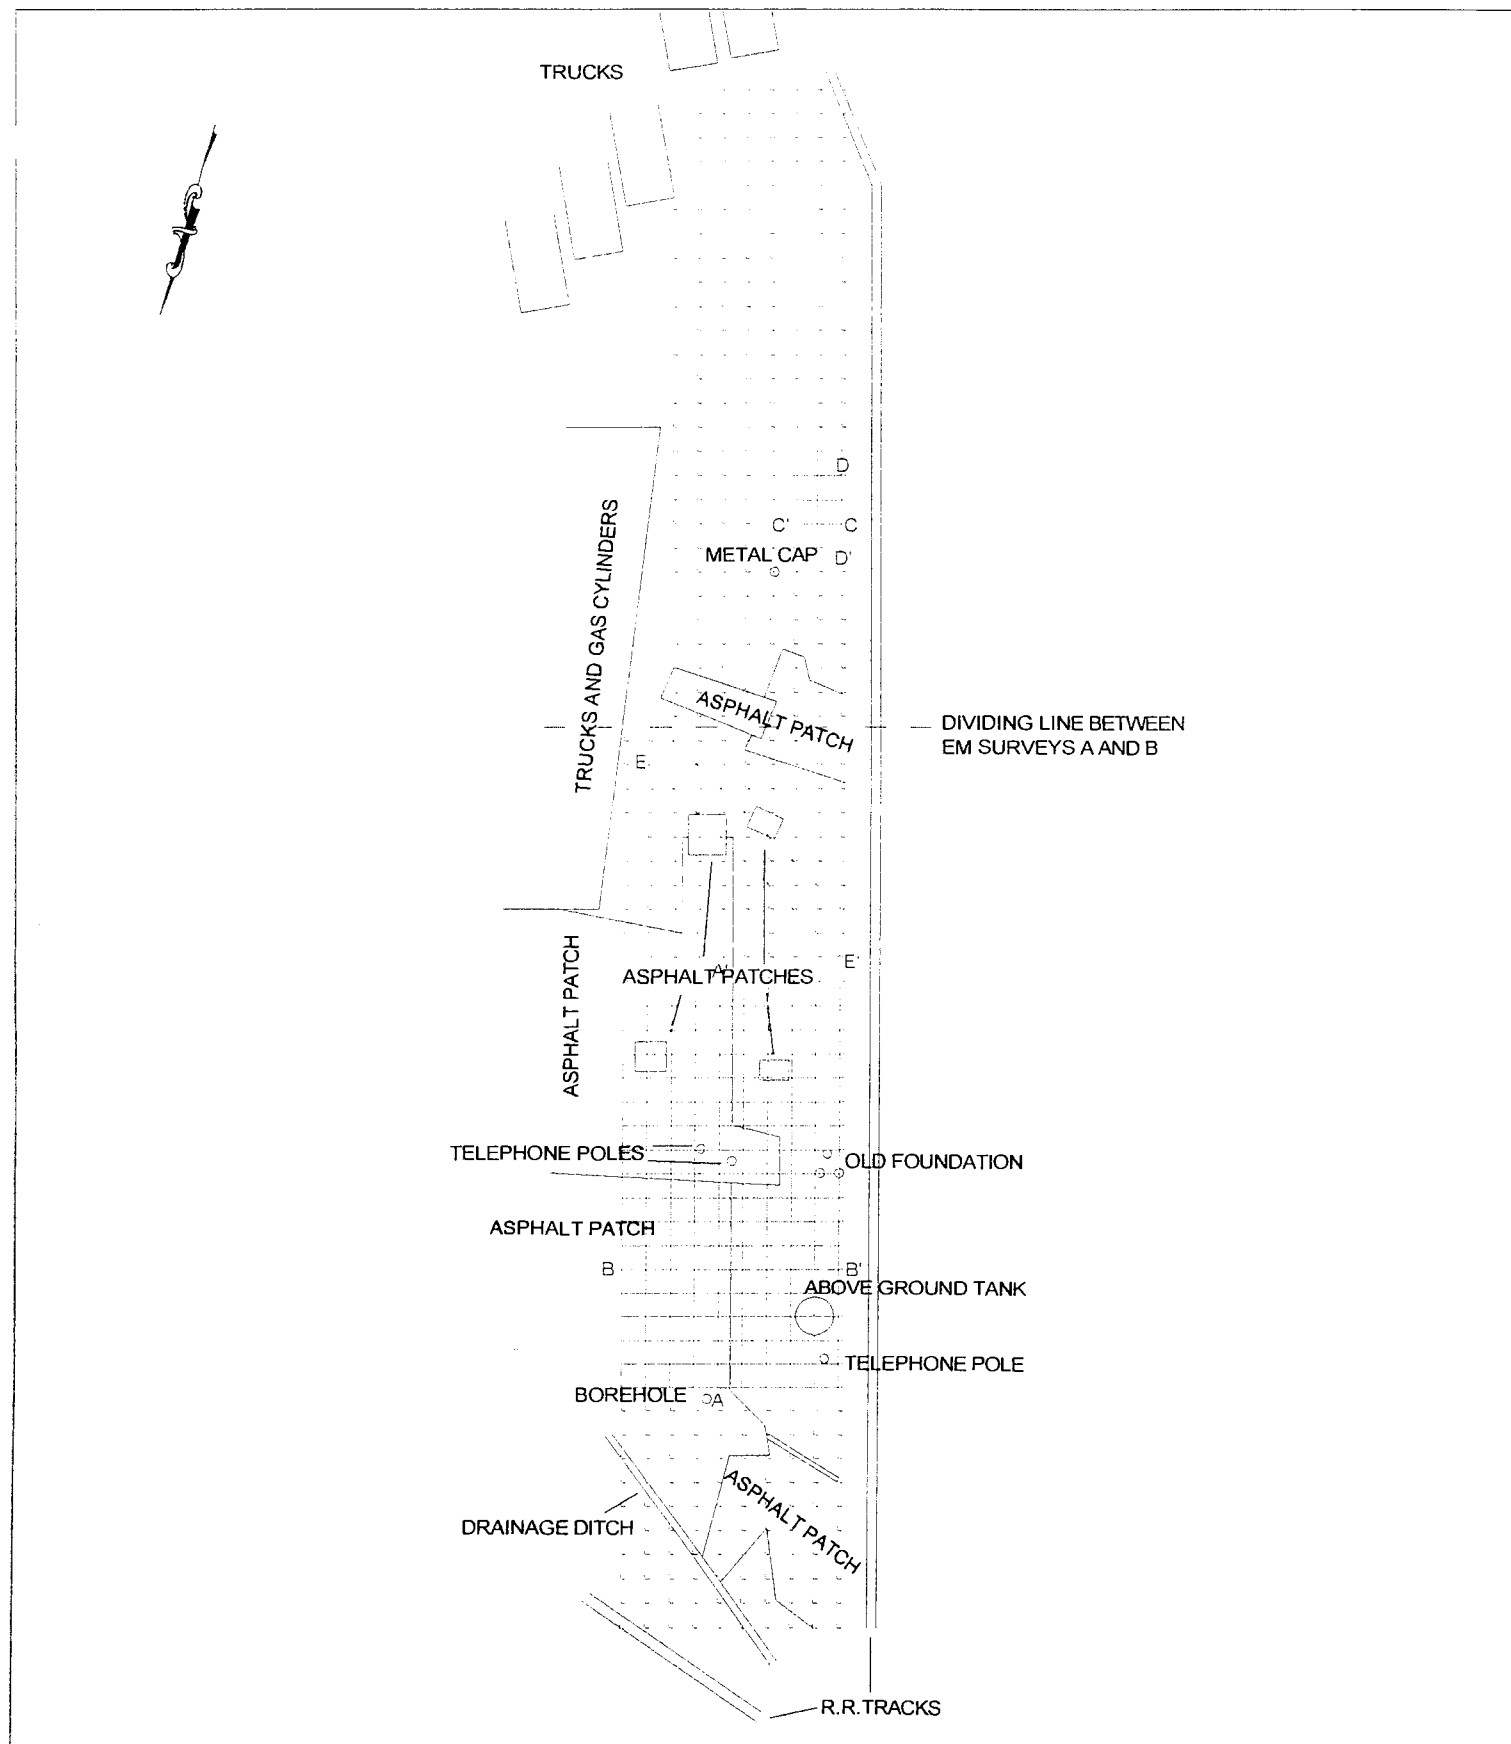 TRUCKS
D
C' C
METAL CAP D'
TRUCKS AND GAS CYLINDERS
ASPHALT PATCH
DIVIDING LINE BETWEEN
EM SURVEYS A AND B
E
ASPHALT PATCH
E'
A'
ASPHALT PATCHES
TELEPHONE POLES
OLD FOUNDATION
ASPHALT PATCH
B B'
ABOVE GROUND TANK
TELEPHONE POLE
BOREHOLE A
ASPHALT PATCH
DRAINAGE DITCH
R.R. TRACKS